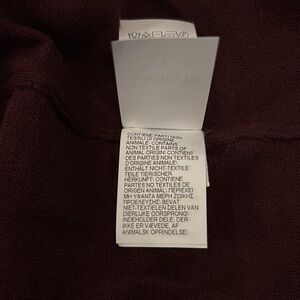 CONTIENE PARTI NON
TESSILI DI ORIGINE
ANIMALE: CONTAINS
NON-TEXTILE PARTS OF
ANIMAL ORIGIN: CONTIENT
DES PARTIES NON TEXTILES
D'ORIGINE ANIMALE:
ENTHÄLT NICHT-TEXTILE
TEILE TIERISCHER
HERKUNFT: CONTIENE
PARTES NO TEXTILES DE
ORIGEN ANIMAL: ΠΕΡΙΕΧΕΙ
ΜΗ ΥΦΑΝΤΑ ΜΕΡΗ ΖΩΙΚΗΣ
ΠΡΟΕΛΕΥΣΗΣ: BEVAT
NIET-TEXTIELEN DELEN VAN
DIERLIJKE OORSPRONG:
INDEHOLDER DELE, DER
IKKE ER VÆVEDE, AF
ANIMALSK OPRINDELSE: